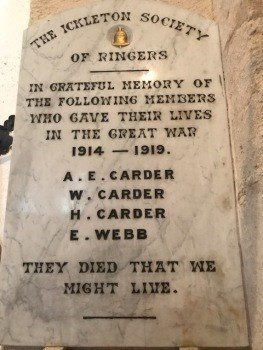 THE ICKLETON SOCIETY
OF RINGERS
IN GRATEFUL MEMORY OF
THE FOLLOWING MEMBERS
WHO GAVE THEIR LIVES
IN THE GREAT WAR
1914 — 1919.
A. E. CARDER
W. CARDER
H. CARDER
E. WEBB
THEY DIED THAT WE
MIGHT LIVE.